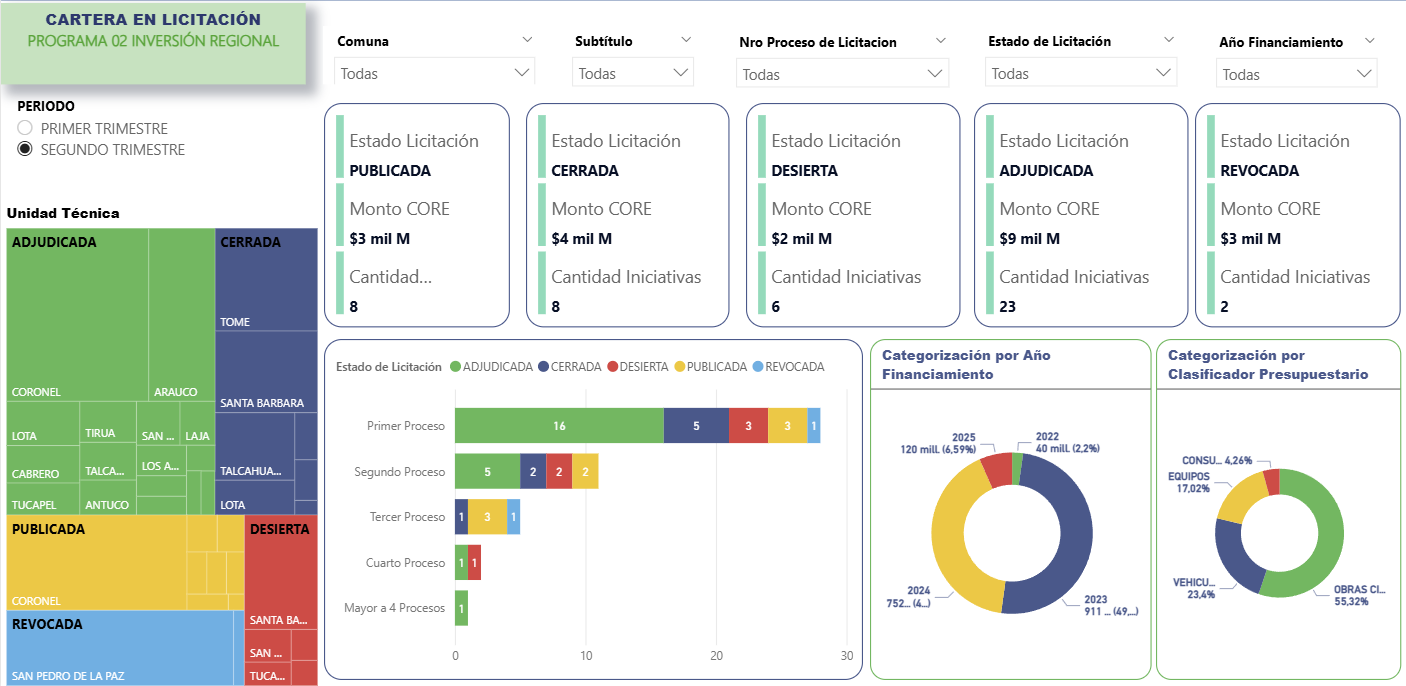 CARTERA EN LICITACIÓN
PROGRAMA 02 INVERSIÓN REGIONAL
Comuna
Todas
Subtítulo
Todas
Nro Proceso de Licitacion
Todas
Estado de Licitación
Todas
Año Financiamiento
Todas
PERIODO
PRIMER TRIMESTRE
SEGUNDO TRIMESTRE
Estado Licitación
PUBLICADA
Monto CORE
$3 mil M
Cantidad...
8
Estado Licitación
CERRADA
Monto CORE
$4 mil M
Cantidad Iniciativas
8
Estado Licitación
DESIERTA
Monto CORE
$2 mil M
Cantidad Iniciativas
6
Estado Licitación
ADJUDICADA
Monto CORE
$9 mil M
Cantidad Iniciativas
23
Estado Licitación
REVOCADA
Monto CORE
$3 mil M
Cantidad Iniciativas
2
Unidad Técnica
ADJUDICADA
CORONEL
ARAUCO
LOTA
TIRUA
SAN ...
LAJA
CABRERO
TALCA...
LOS A...
TUCAPEL
ANTUCO
CERRADA
TOME
SANTA BARBARA
TALCAHUA...
LOTA
PUBLICADA
CORONEL
DESIERTA
SANTA BA...
SAN ...
TUCA...
REVOCADA
SAN PEDRO DE LA PAZ
Estado de Licitación ADJUDICADA CERRADA DESIERTA PUBLICADA REVOCADA
Primer Proceso 16 5 3 3 1
Segundo Proceso 5 2 2 2
Tercer Proceso 1 3 1
Cuarto Proceso 1 1
Mayor a 4 Procesos 1
0 10 20 30
Categorización por Año
Financiamiento
2025
120 mill. (6,59%)
2022
40 mill. (2,2%)
2024
752... (4...)
2023
911 ... (49,...)
Categorización por
Clasificador Presupuestario
CONSU... 4,26%
EQUIPOS
17,02%
VEHICU...
23,4%
OBRAS CI...
55,32%